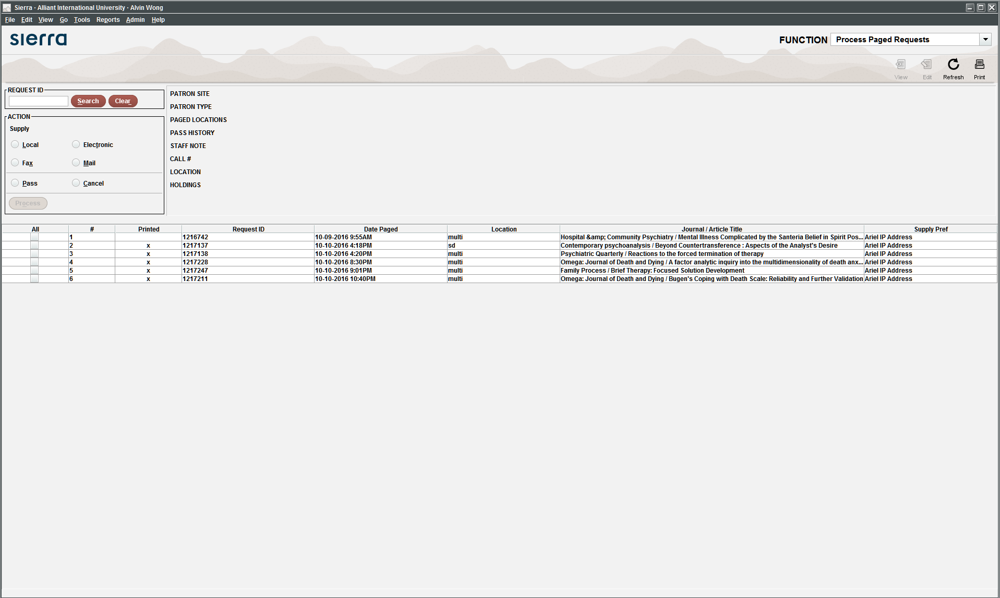 Sierra · Alliant International University · Alvin Wong
File Edit View Go Tools Reports Admin Help
sierra
FUNCTION Process Paged Requests
View Edit Refresh Print
REQUEST ID
Search Clear
ACTION
Supply
Local Electronic
Fax Mail
Pass Cancel
Process
PATRON SITE
PATRON TYPE
PAGED LOCATIONS
PASS HISTORY
STAFF NOTE
CALL #
LOCATION
HOLDINGS
All # Printed Request ID Date Paged Location Journal / Article Title Supply Pref
1 1216742 10-09-2016 9:55AM multi Hospital &amp; Community Psychiatry / Mental Illness Complicated by the Santeria Belief in Spirit Pos... Ariel IP Address
2 x 1217137 10-10-2016 4:18PM sd Contemporary psychoanalysis / Beyond Countertransference : Aspects of the Analyst's Desire Ariel IP Address
3 x 1217138 10-10-2016 4:20PM multi Psychiatric Quarterly / Reactions to the forced termination of therapy Ariel IP Address
4 x 1217228 10-10-2016 8:30PM multi Omega: Journal of Death and Dying / A factor analytic inquiry into the multidimensionality of death anx... Ariel IP Address
5 x 1217247 10-10-2016 9:01PM multi Family Process / Brief Therapy: Focused Solution Development Ariel IP Address
6 x 1217211 10-10-2016 10:40PM multi Omega: Journal of Death and Dying / Bugen's Coping with Death Scale: Reliability and Further Validation Ariel IP Address